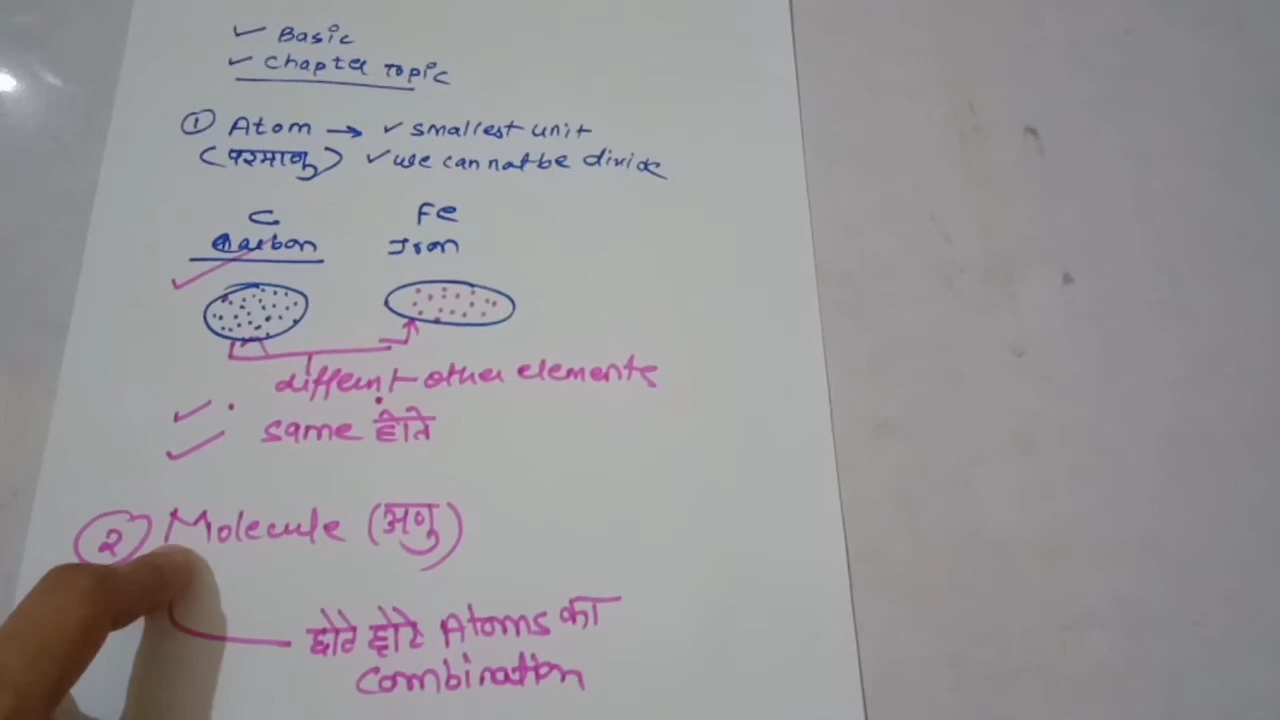 ✓ Basic
✓ Chapter Topic
① Atom → ✓ smallest unit
(परमाणु) ✓ we can not be divide
C Fe
Carbon Iron
differnt other elements
same होते
② Molecule (अणु)
छोटे छोटे Atoms का
Combination